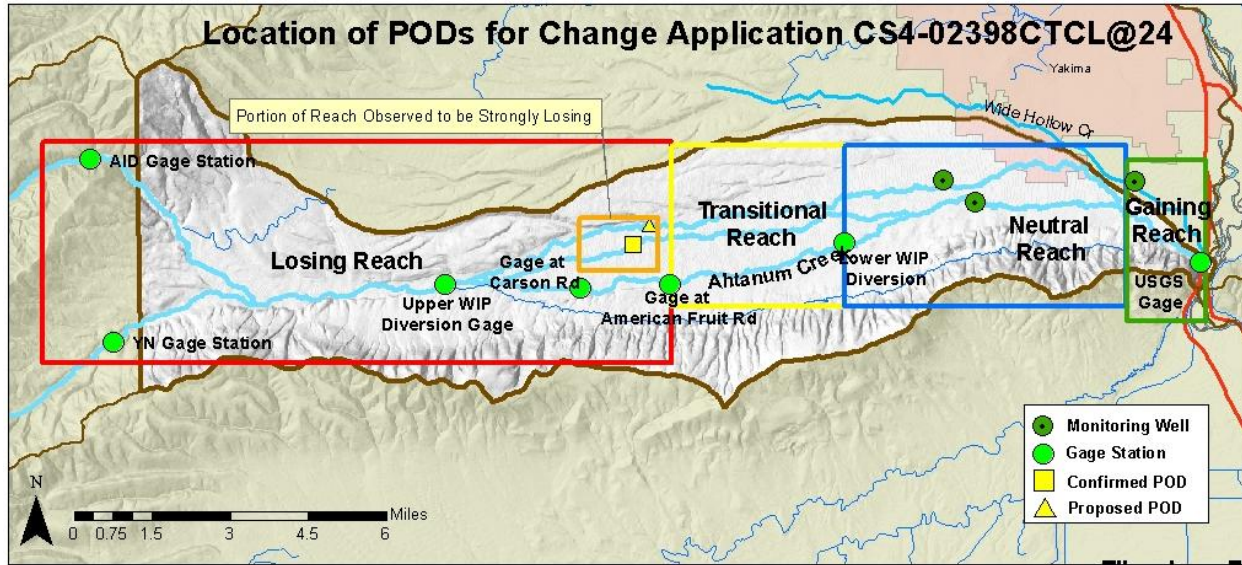 Location of PODs for Change Application CS4-02398CTCL@24
Yakima
Portion of Reach Observed to be Strongly Losing
Wide Hollow Cr
AID Gage Station
Transitional
Reach
Gaining
Reach
Neutral
Reach
Losing Reach
Gage at
Carson Rd
Ahtanum Creek
Lower WIP
Diversion
Upper WIP
Diversion Gage
Gage at
American Fruit Rd
USGS
Gage
YN Gage Station
Monitoring Well
Gage Station
Confirmed POD
Proposed POD
N
Miles
0 0.75 1.5 3 4.5 6